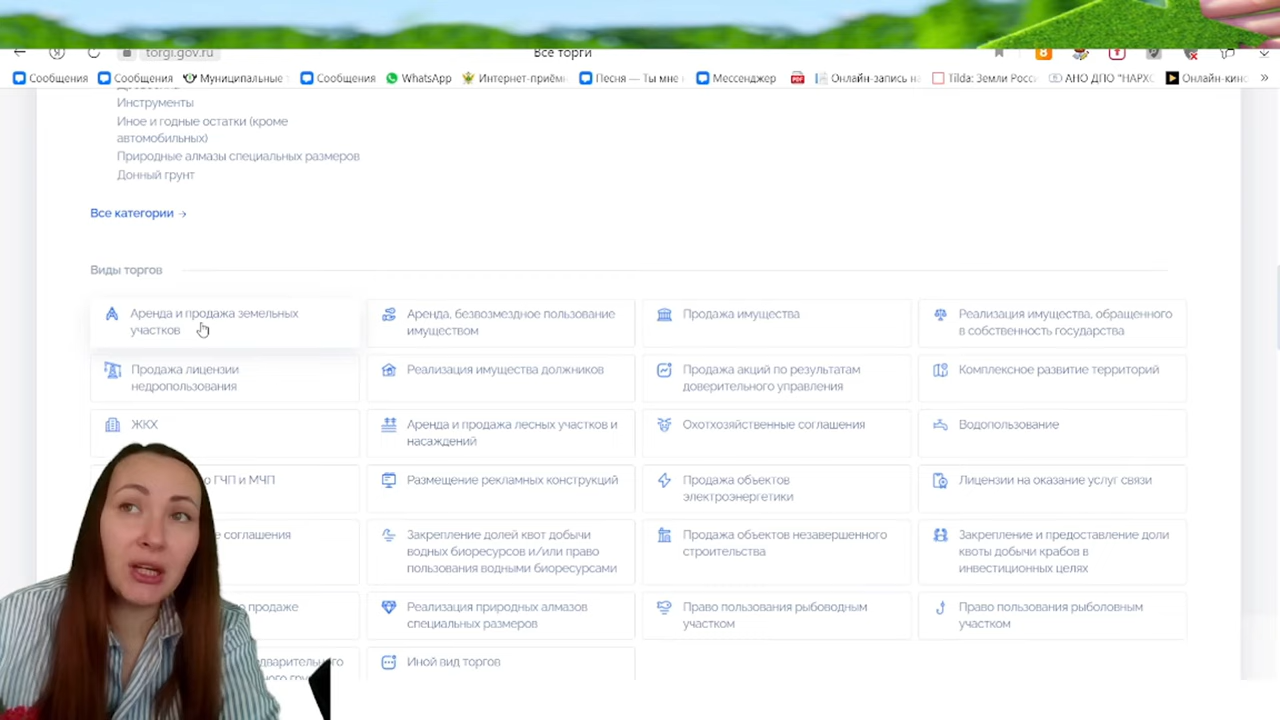 torgi.gov.ru
Все торги
Сообщения
Сообщения
Муниципальные
Сообщения
WhatsApp
Интернет-приём
Песня — Ты мне
Мессенджер
Онлайн-запись на
Tilda: Земли Росс
АНО ДПО "НАРХ
Онлайн-кин
»
Инструменты
Иное и годные остатки (кроме
автомобильных)
Природные алмазы специальных размеров
Донный грунт
Все категории →
Виды торгов
Аренда и продажа земельных
участков
Аренда, безвозмездное пользование
имуществом
Продажа имущества
Реализация имущества, обращенного
в собственность государства
Продажа лицензии
недропользования
Реализация имущества должников
Продажа акций по результатам
доверительного управления
Комплексное развитие территорий
ЖКХ
Аренда и продажа лесных участков и
насаждений
Охотхозяйственные соглашения
Водопользование
о ГЧП и МЧП
Размещение рекламных конструкций
Продажа объектов
электроэнергетики
Лицензии на оказание услуг связи
е соглашения
Закрепление долей квот добычи
водных биоресурсов и/или право
пользования водными биоресурсами
Продажа объектов незавершенного
строительства
Закрепление и предоставление доли
квоты добычи крабов в
инвестиционных целях
о продаже
Реализация природных алмазов
специальных размеров
Право пользования рыбоводным
участком
Право пользования рыболовным
участком
едварительного
Иной вид торгов